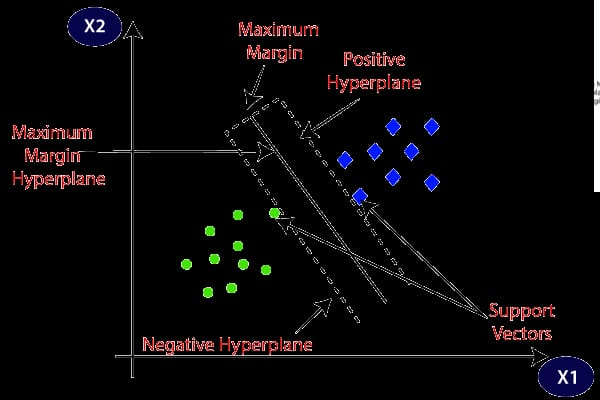 X2
Maximum
Margin
Positive
Hyperplane
Maximum
Margin
Hyperplane
Support
Vectors
Negative Hyperplane
X1